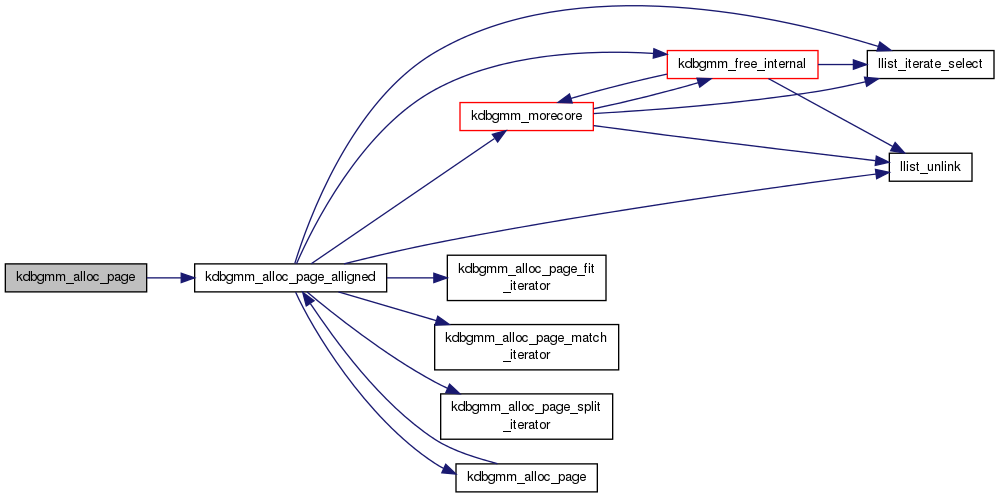 kdbgmm_free_internal
llist_iterate_select
kdbgmm_morecore
llist_unlink
kdbgmm_alloc_page
kdbgmm_alloc_page_alligned
kdbgmm_alloc_page_fit
_iterator
kdbgmm_alloc_page_match
_iterator
kdbgmm_alloc_page_split
_iterator
kdbgmm_alloc_page